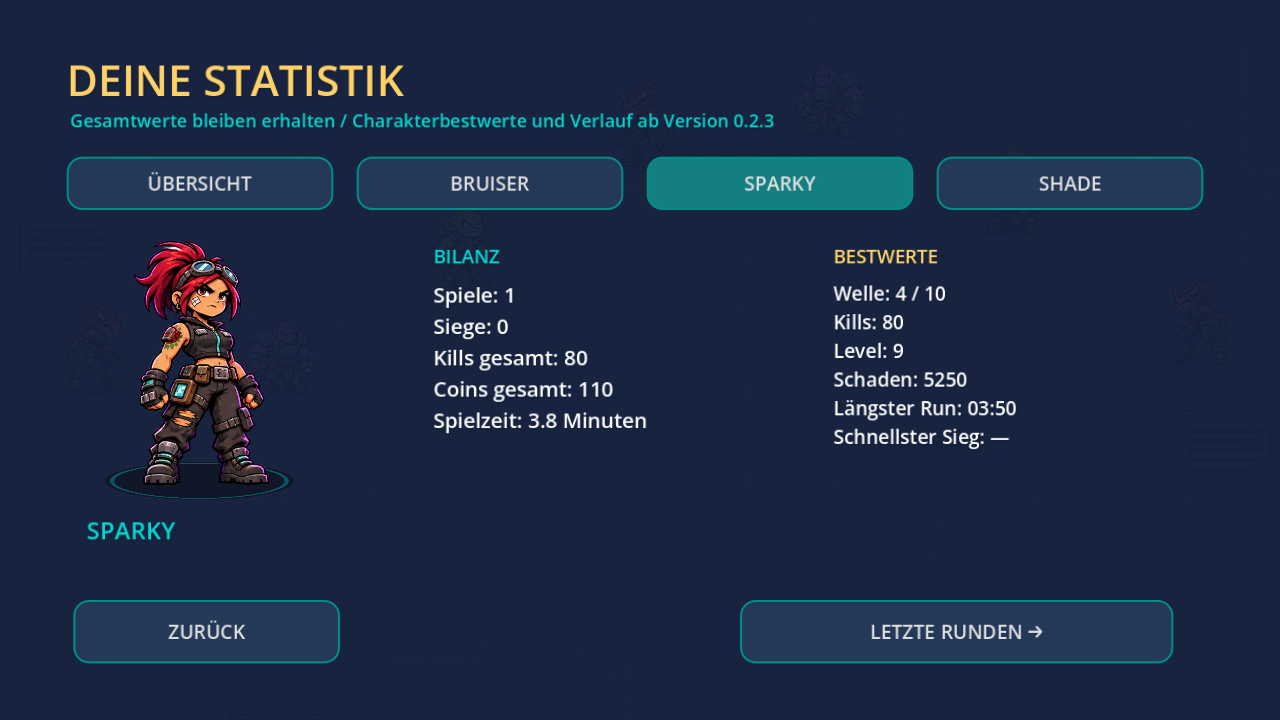 DEINE STATISTIK
Gesamtwerte bleiben erhalten / Charakterbestwerte und Verlauf ab Version 0.2.3
ÜBERSICHT
BRUISER
SPARKY
SHADE
BILANZ
Spiele: 1
Siege: 0
Kills gesamt: 80
Coins gesamt: 110
Spielzeit: 3.8 Minuten
BESTWERTE
Welle: 4 / 10
Kills: 80
Level: 9
Schaden: 5250
Längster Run: 03:50
Schnellster Sieg: —
SPARKY
ZURÜCK
LETZTE RUNDEN →